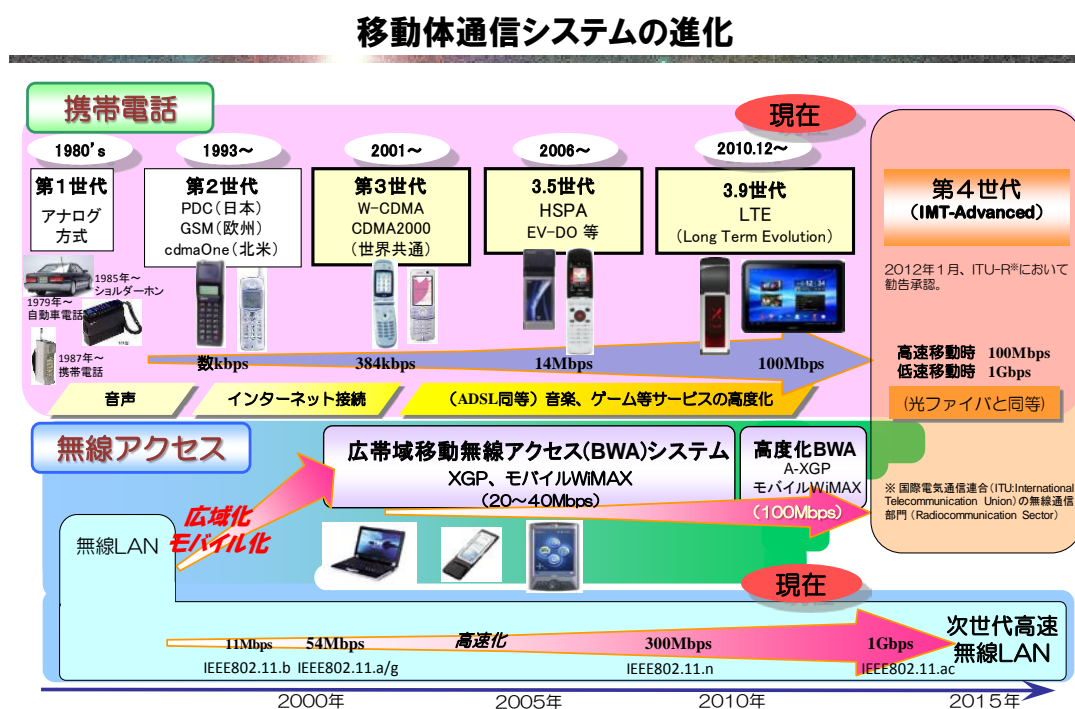 移動体通信システムの進化
携帯電話
現在
1980's
1993～
2001～
2006～
2010.12～
第1世代
アナログ
方式
第２世代
PDC(日本)
GSM(欧州)
cdmaOne(北米)
第３世代
W-CDMA
CDMA2000
(世界共通)
3.5世代
HSPA
EV-DO 等
3.9世代
LTE
(Long Term Evolution)
第４世代
(IMT-Advanced)
2012年１月、ITU-R※において
勧告承認。
1985年～
ショルダーホン
1979年～
自動車電話
1987年～
携帯電話
数kbps
384kbps
14Mbps
100Mbps
高速移動時 100Mbps
低速移動時 1Gbps
(光ファイバと同等)
音声
インターネット接続
（ADSL同等）音楽、ゲーム等サービスの高度化
無線アクセス
広帯域移動無線アクセス(BWA)システム
XGP、モバイルWiMAX
(20～40Mbps)
高度化BWA
A-XGP
モバイルWiMAX
(100Mbps)
※ 国際電気通信連合(ITU:International
Telecommunication Union)の無線通信
部門 (Radiocommunication Sector)
広域化
モバイル化
無線LAN
現在
11Mbps
54Mbps
高速化
300Mbps
1Gbps
次世代高速
無線LAN
IEEE802.11.b
IEEE802.11.a/g
IEEE802.11.n
IEEE802.11.ac
2000年
2005年
2010年
2015年